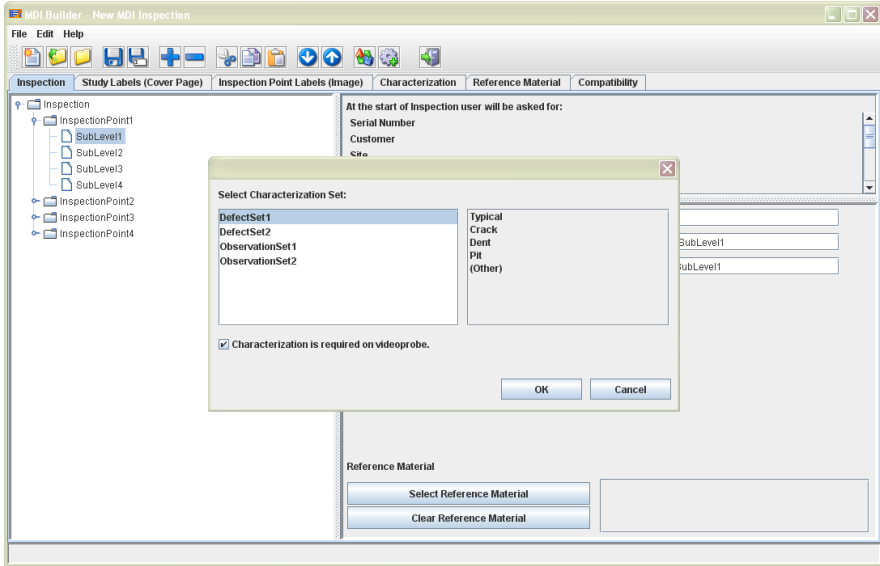 MDI Builder - New MDI Inspection
File Edit Help
Inspection Study Labels (Cover Page) Inspection Point Labels (Image) Characterization Reference Material Compatibility
Inspection
InspectionPoint1
SubLevel1
SubLevel2
SubLevel3
SubLevel4
InspectionPoint2
InspectionPoint3
InspectionPoint4
At the start of Inspection user will be asked for:
Serial Number
Customer
Site
Select Characterization Set:
DefectSet1
DefectSet2
ObservationSet1
ObservationSet2
Typical
Crack
Dent
Pit
(Other)
Characterization is required on videoprobe.
OK Cancel
SubLevel1
SubLevel1
Reference Material
Select Reference Material
Clear Reference Material